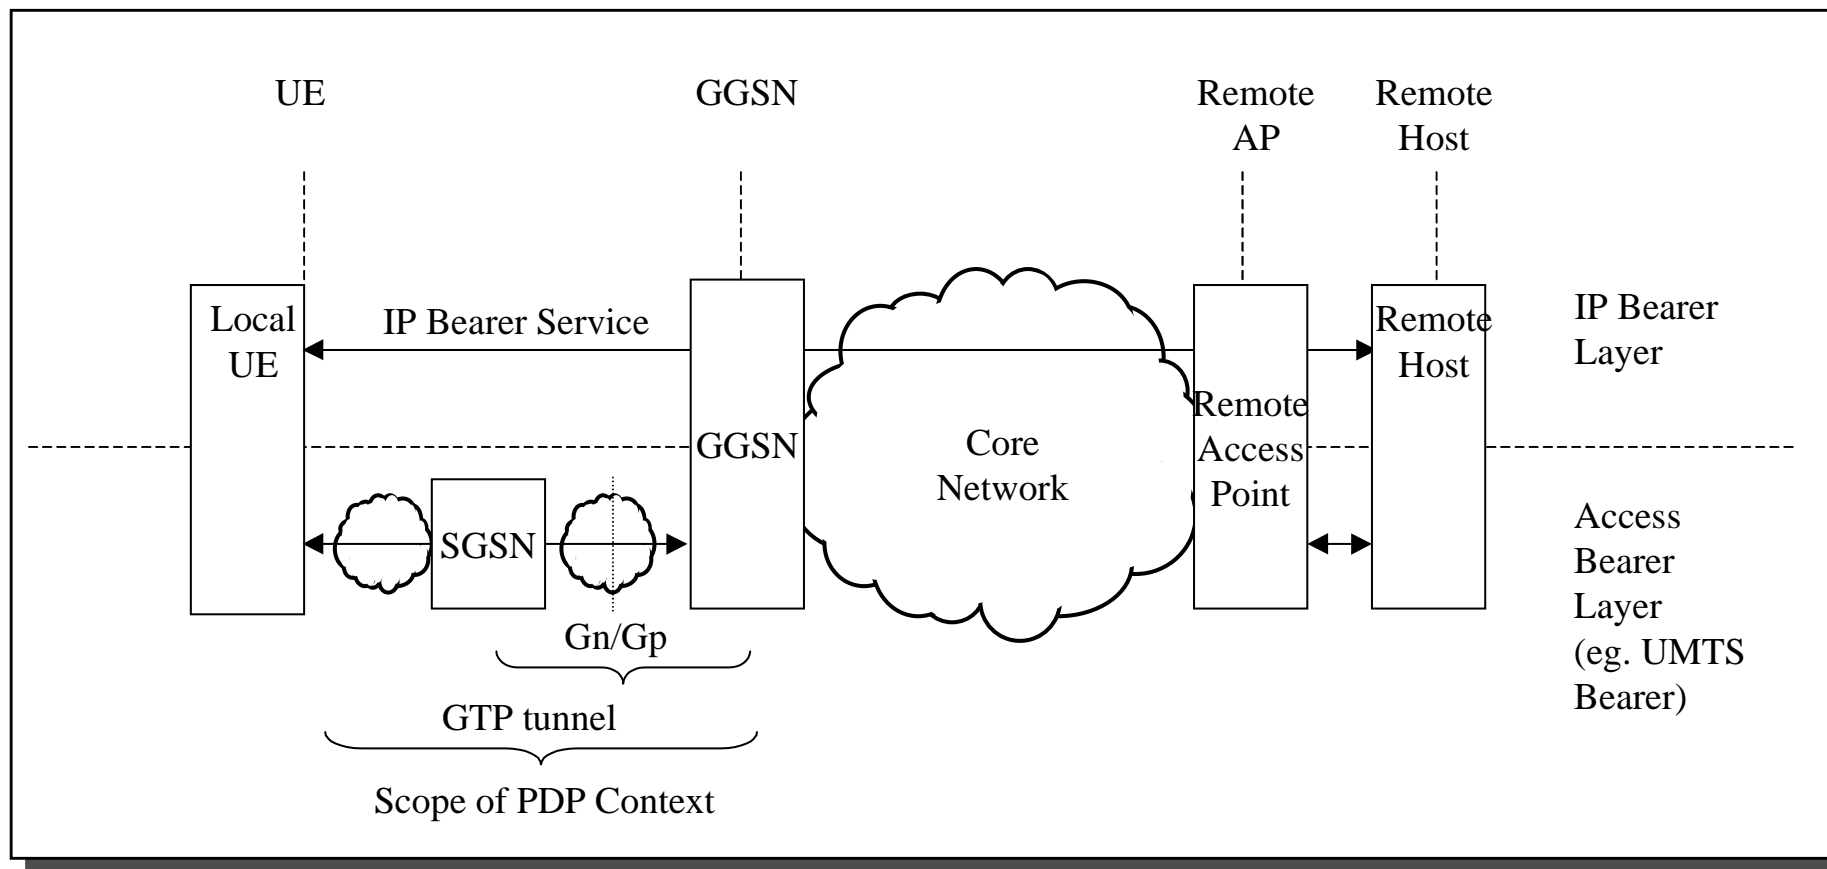 UE
GGSN
Remote
AP
Remote
Host
Local
UE
IP Bearer Service
Remote
Host
IP Bearer
Layer
GGSN
Core
Network
Remote
Access
Point
SGSN
Access
Bearer
Layer
(eg. UMTS
Bearer)
Gn/Gp
GTP tunnel
Scope of PDP Context